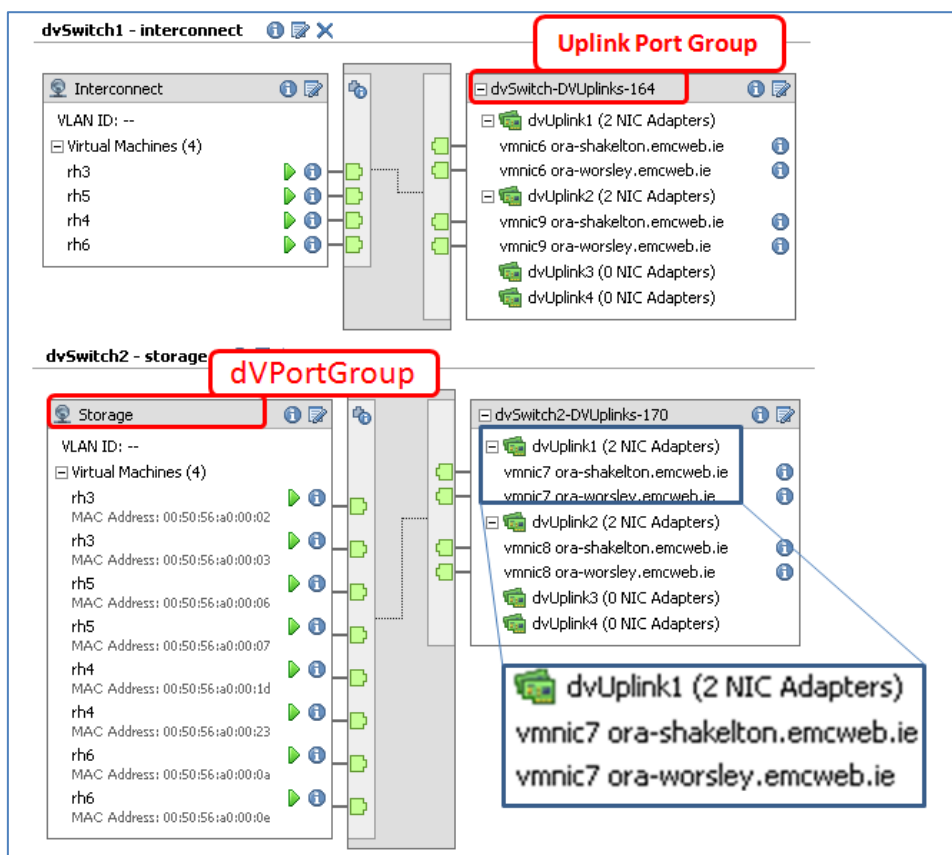 dvSwitch1 - interconnect
Uplink Port Group
Interconnect
VLAN ID: --
Virtual Machines (4)
rh3
rh5
rh4
rh6
dvSwitch-DVUplinks-164
dvUplink1 (2 NIC Adapters)
vmnic6 ora-shakelton.emcweb.ie
vmnic6 ora-worsley.emcweb.ie
dvUplink2 (2 NIC Adapters)
vmnic9 ora-shakelton.emcweb.ie
vmnic9 ora-worsley.emcweb.ie
dvUplink3 (0 NIC Adapters)
dvUplink4 (0 NIC Adapters)
dvSwitch2 - storage
dVPortGroup
Storage
VLAN ID: --
Virtual Machines (4)
rh3
MAC Address: 00:50:56:a0:00:02
rh3
MAC Address: 00:50:56:a0:00:03
rh5
MAC Address: 00:50:56:a0:00:06
rh5
MAC Address: 00:50:56:a0:00:07
rh4
MAC Address: 00:50:56:a0:00:1d
rh4
MAC Address: 00:50:56:a0:00:23
rh6
MAC Address: 00:50:56:a0:00:0a
rh6
MAC Address: 00:50:56:a0:00:0e
dvSwitch2-DVUplinks-170
dvUplink1 (2 NIC Adapters)
vmnic7 ora-shakelton.emcweb.ie
vmnic7 ora-worsley.emcweb.ie
dvUplink2 (2 NIC Adapters)
vmnic8 ora-shakelton.emcweb.ie
vmnic8 ora-worsley.emcweb.ie
dvUplink3 (0 NIC Adapters)
dvUplink4 (0 NIC Adapters)
dvUplink1 (2 NIC Adapters)
vmnic7 ora-shakelton.emcweb.ie
vmnic7 ora-worsley.emcweb.ie